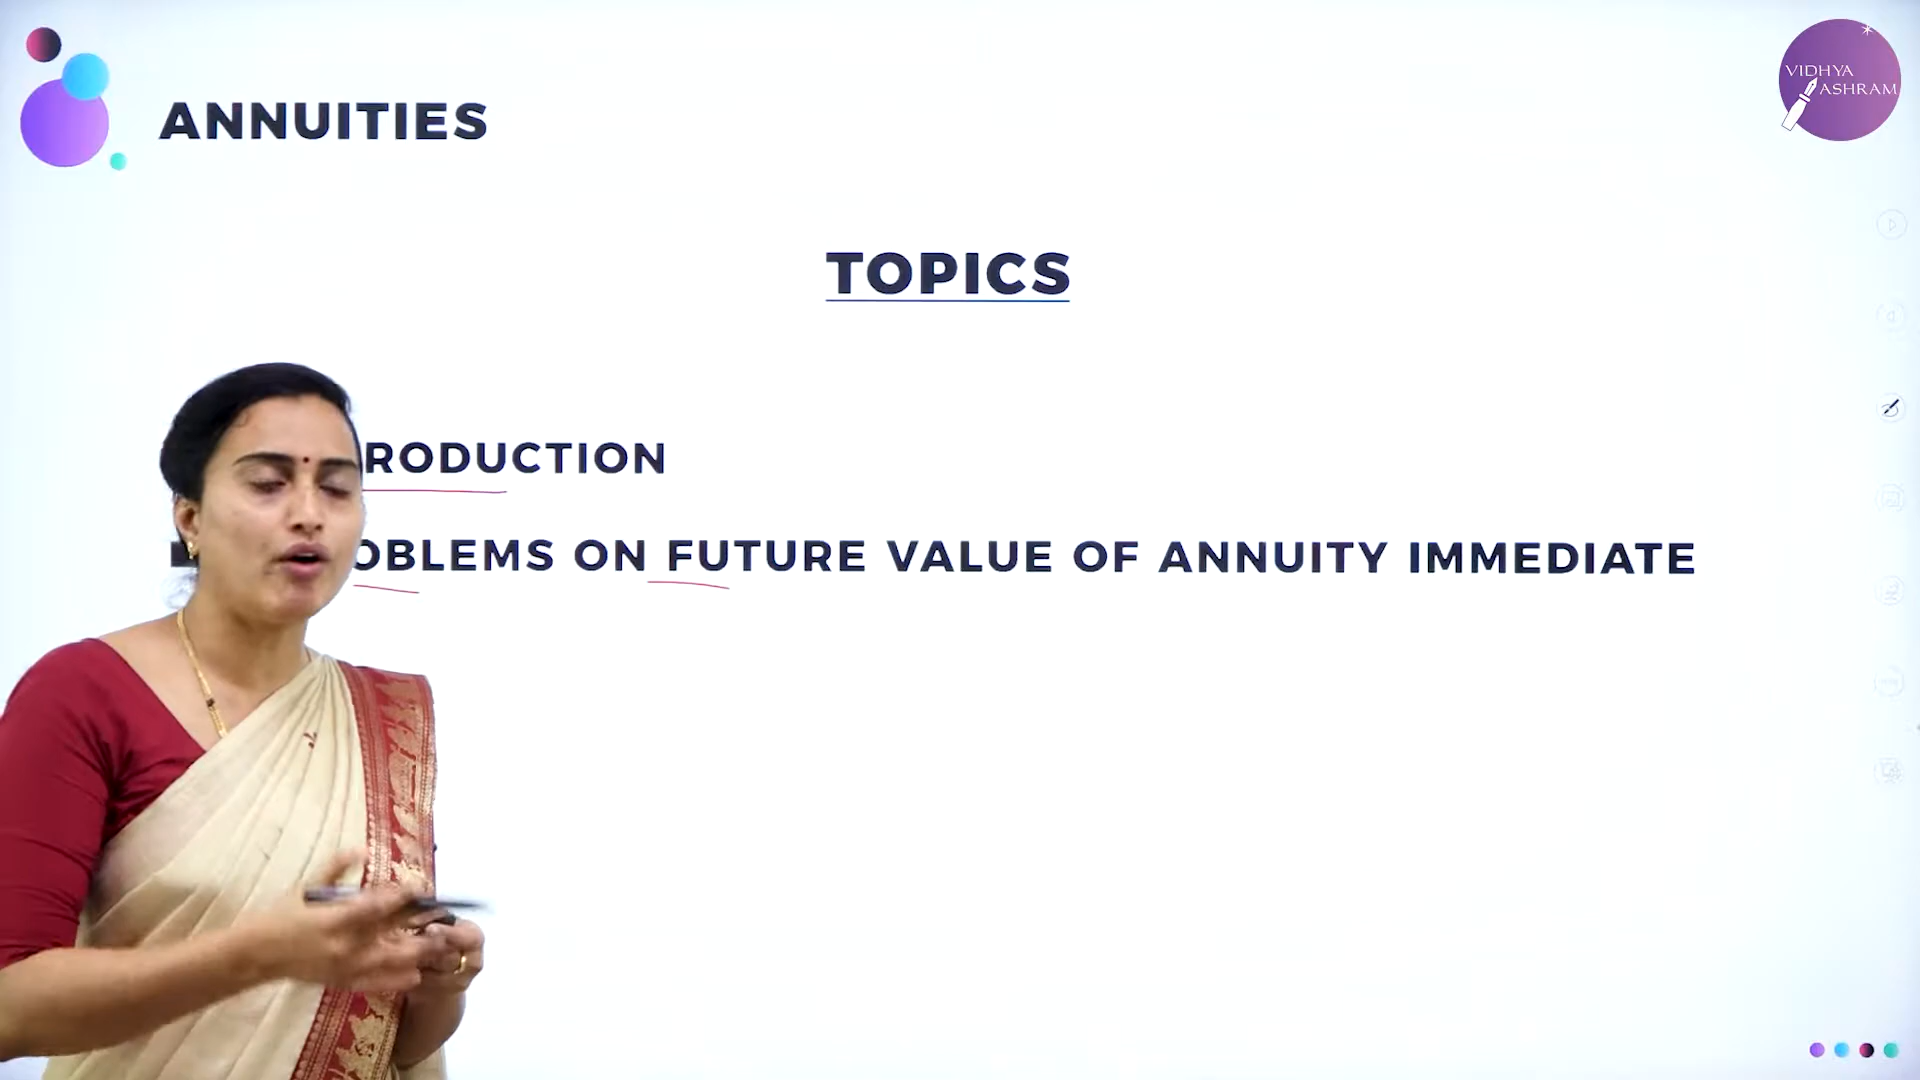 ANNUITIES
VIDHYA
ASHRAM
TOPICS
RODUCTION
OBLEMS ON FUTURE VALUE OF ANNUITY IMMEDIATE